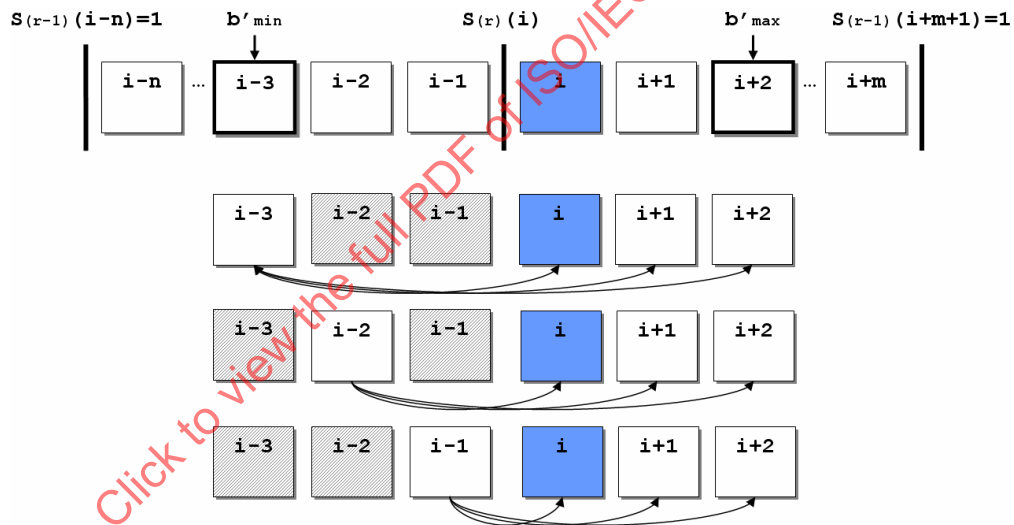 S(r-1)(i-n)=1 b'min S(r)(i) b'max S(r-1)(i+m+1)=1
i-n ... i-3 i-2 i-1 i i+1 i+2 ... i+m
i-3 i-2 i-1 i i+1 i+2
i-3 i-2 i-1 i i+1 i+2
i-3 i-2 i-1 i i+1 i+2
Click to view the full PDF of ISO/IEC